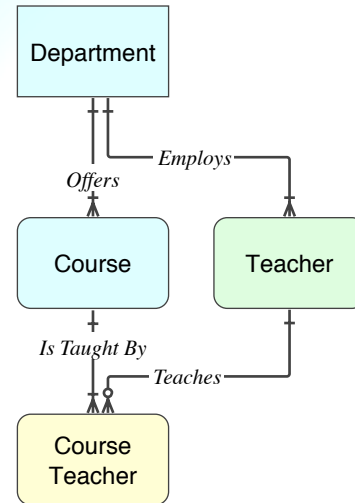 Department
Employs
Offers
Course
Teacher
Is Taught By
Teaches
Course
Teacher